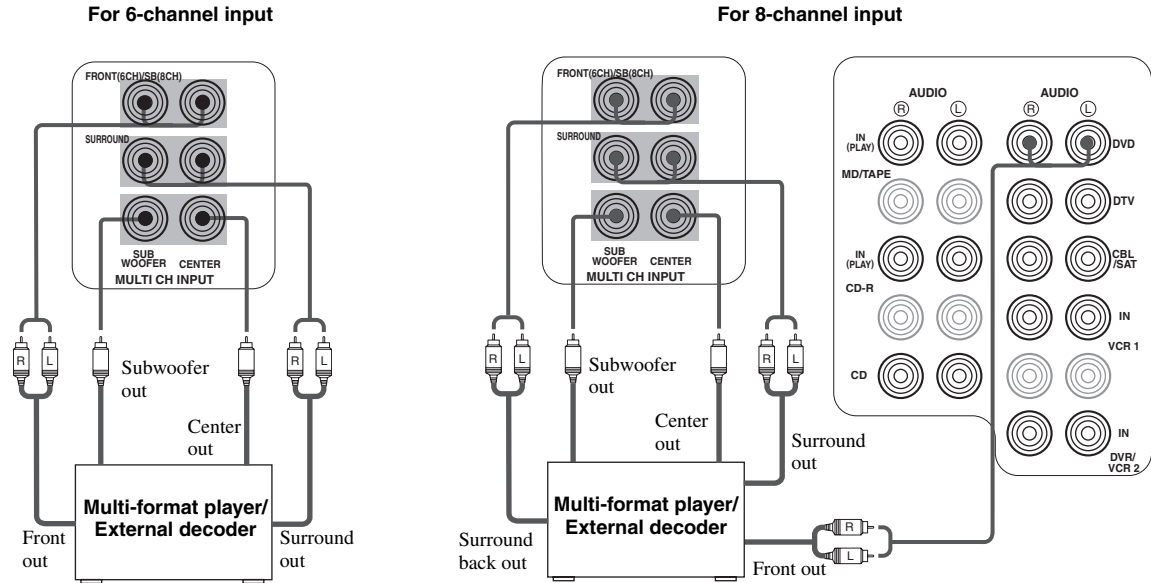 For 6-channel input
FRONT(6CH)/SB(8CH)
SURROUND
SUB
WOOFER
CENTER
MULTI CH INPUT
R
L
R
L
Subwoofer
out
Center
out
Multi-format player/
External decoder
Front
out
Surround
out
For 8-channel input
FRONT(6CH)/SB(8CH)
SURROUND
SUB
WOOFER
CENTER
MULTI CH INPUT
R
L
R
L
Subwoofer
out
Center
out
Surround
out
Multi-format player/
External decoder
Surround
back out
Front out
R
L
AUDIO
R
L
AUDIO
R
L
IN
(PLAY)
MD/TAPE
IN
(PLAY)
CD-R
CD
DVD
DTV
CBL
/SAT
IN
VCR 1
IN
DVR/
VCR 2